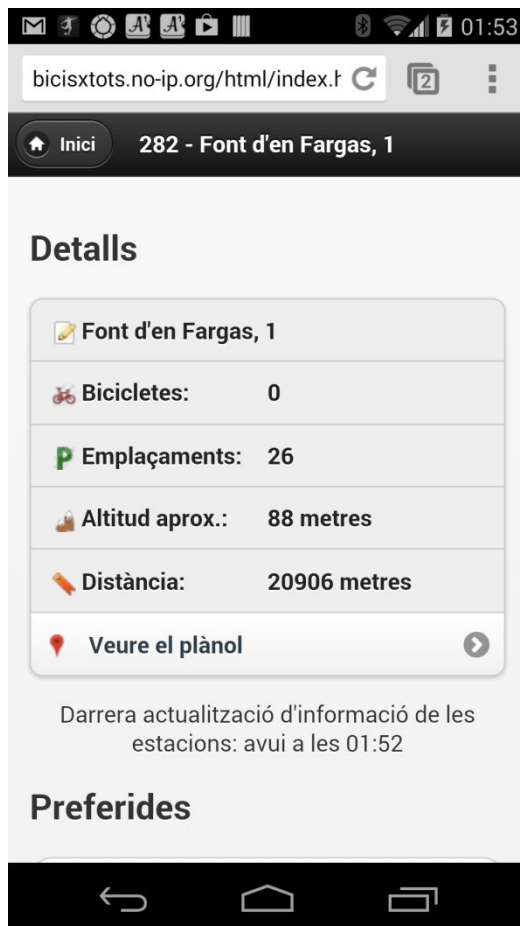 01:53
bicisxtots.no-ip.org/html/index.h
2
Inici
282 - Font d'en Fargas, 1
Detalls
Font d'en Fargas, 1
Bicicletes: 0
P Emplaçaments: 26
Altitud aprox.: 88 metres
Distància: 20906 metres
Veure el plànol
Darrera actualització d'informació de les
estacions: avui a les 01:52
Preferides